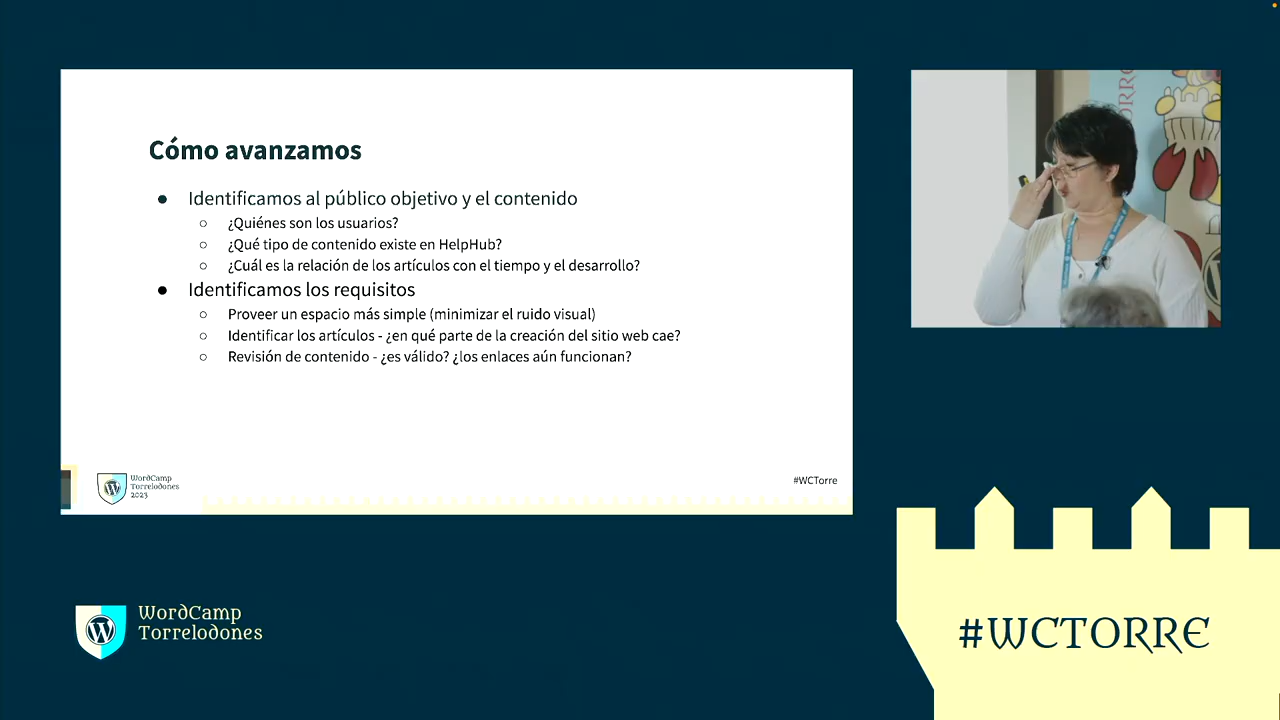 Cómo avanzamos
● Identificamos al público objetivo y el contenido
○ ¿Quiénes son los usuarios?
○ ¿Qué tipo de contenido existe en HelpHub?
○ ¿Cuál es la relación de los artículos con el tiempo y el desarrollo?
● Identificamos los requisitos
○ Proveer un espacio más simple (minimizar el ruido visual)
○ Identificar los artículos - ¿en qué parte de la creación del sitio web cae?
○ Revisión de contenido - ¿es válido? ¿los enlaces aún funcionan?
WordCamp
Torrelodones
2023
#WCTorre
WordCamp
Torrelodones
#WCTORRE